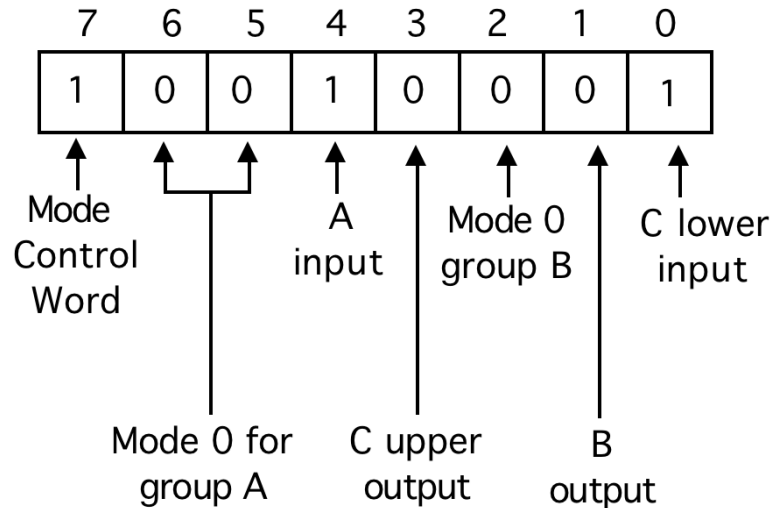 7 6 5 4 3 2 1 0
1 0 0 1 0 0 0 1
Mode
Control
Word
A
input
Mode 0
group B
C lower
input
Mode 0 for
group A
C upper
output
B
output